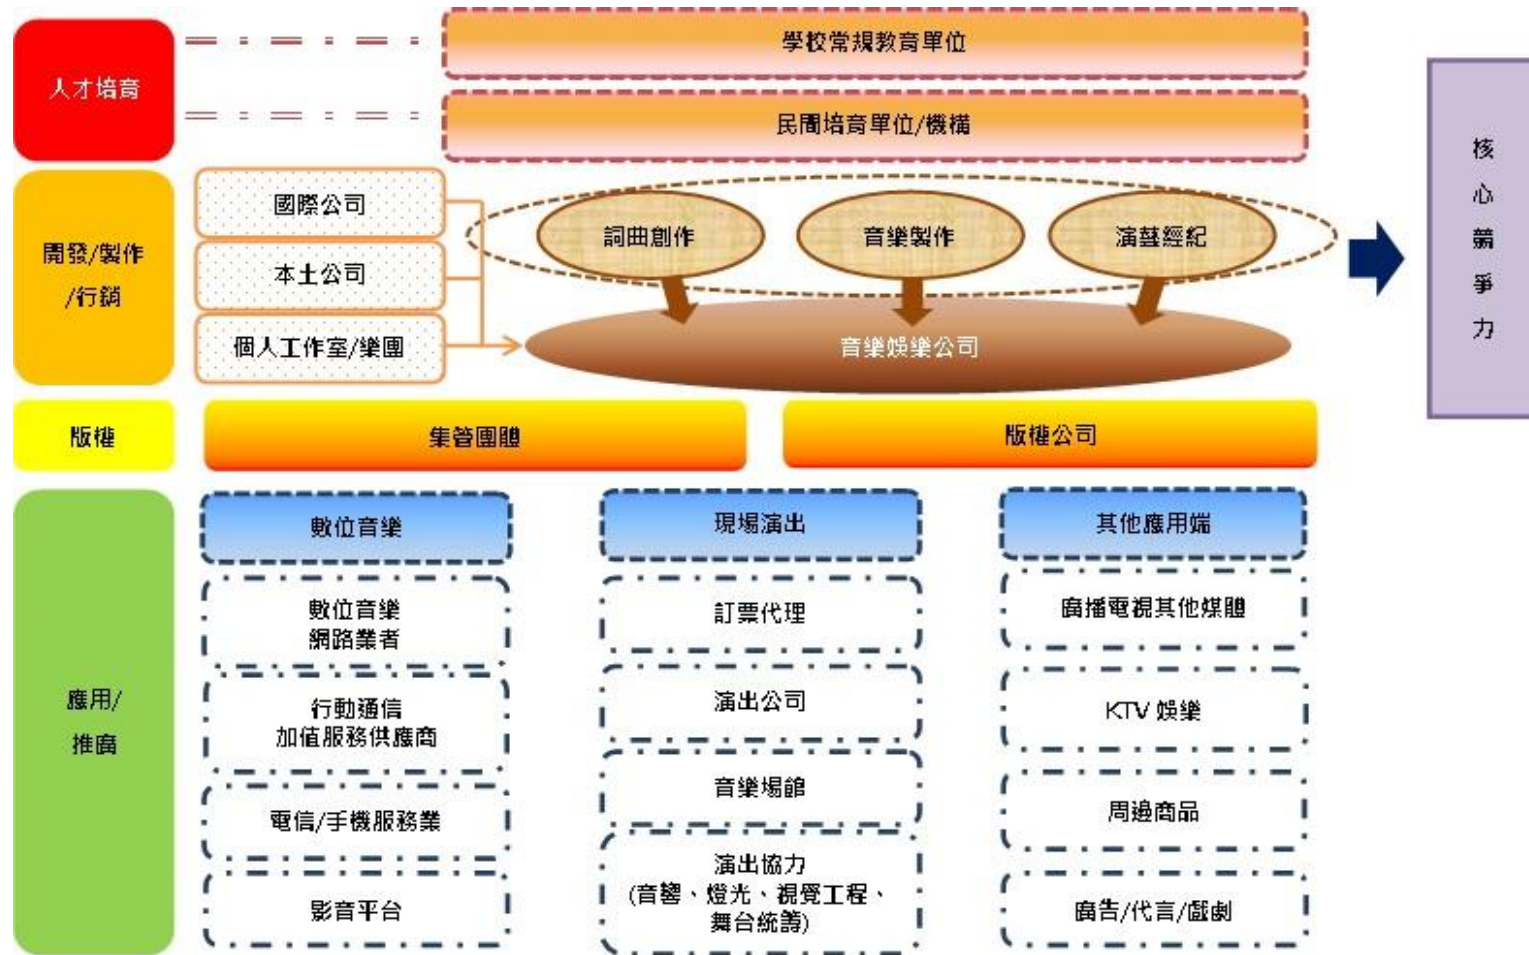 人才培育
學校常規教育單位
民間培育單位/機構
核
心
競
爭
力
開發/製作
/行銷
國際公司
本土公司
個人工作室/樂團
詞曲創作
音樂製作
演藝經紀
音樂娛樂公司
版權
集管團體
版權公司
應用/
推廣
數位音樂
數位音樂
網路業者
行動通信
加值服務供應商
電信/手機服務業
影音平台
現場演出
訂票代理
演出公司
音樂場館
演出協力
(音響、燈光、視覺工程、
舞台統籌)
其他應用端
廣播電視其他媒體
KTV 娛樂
周邊商品
廣告/代言/戲劇